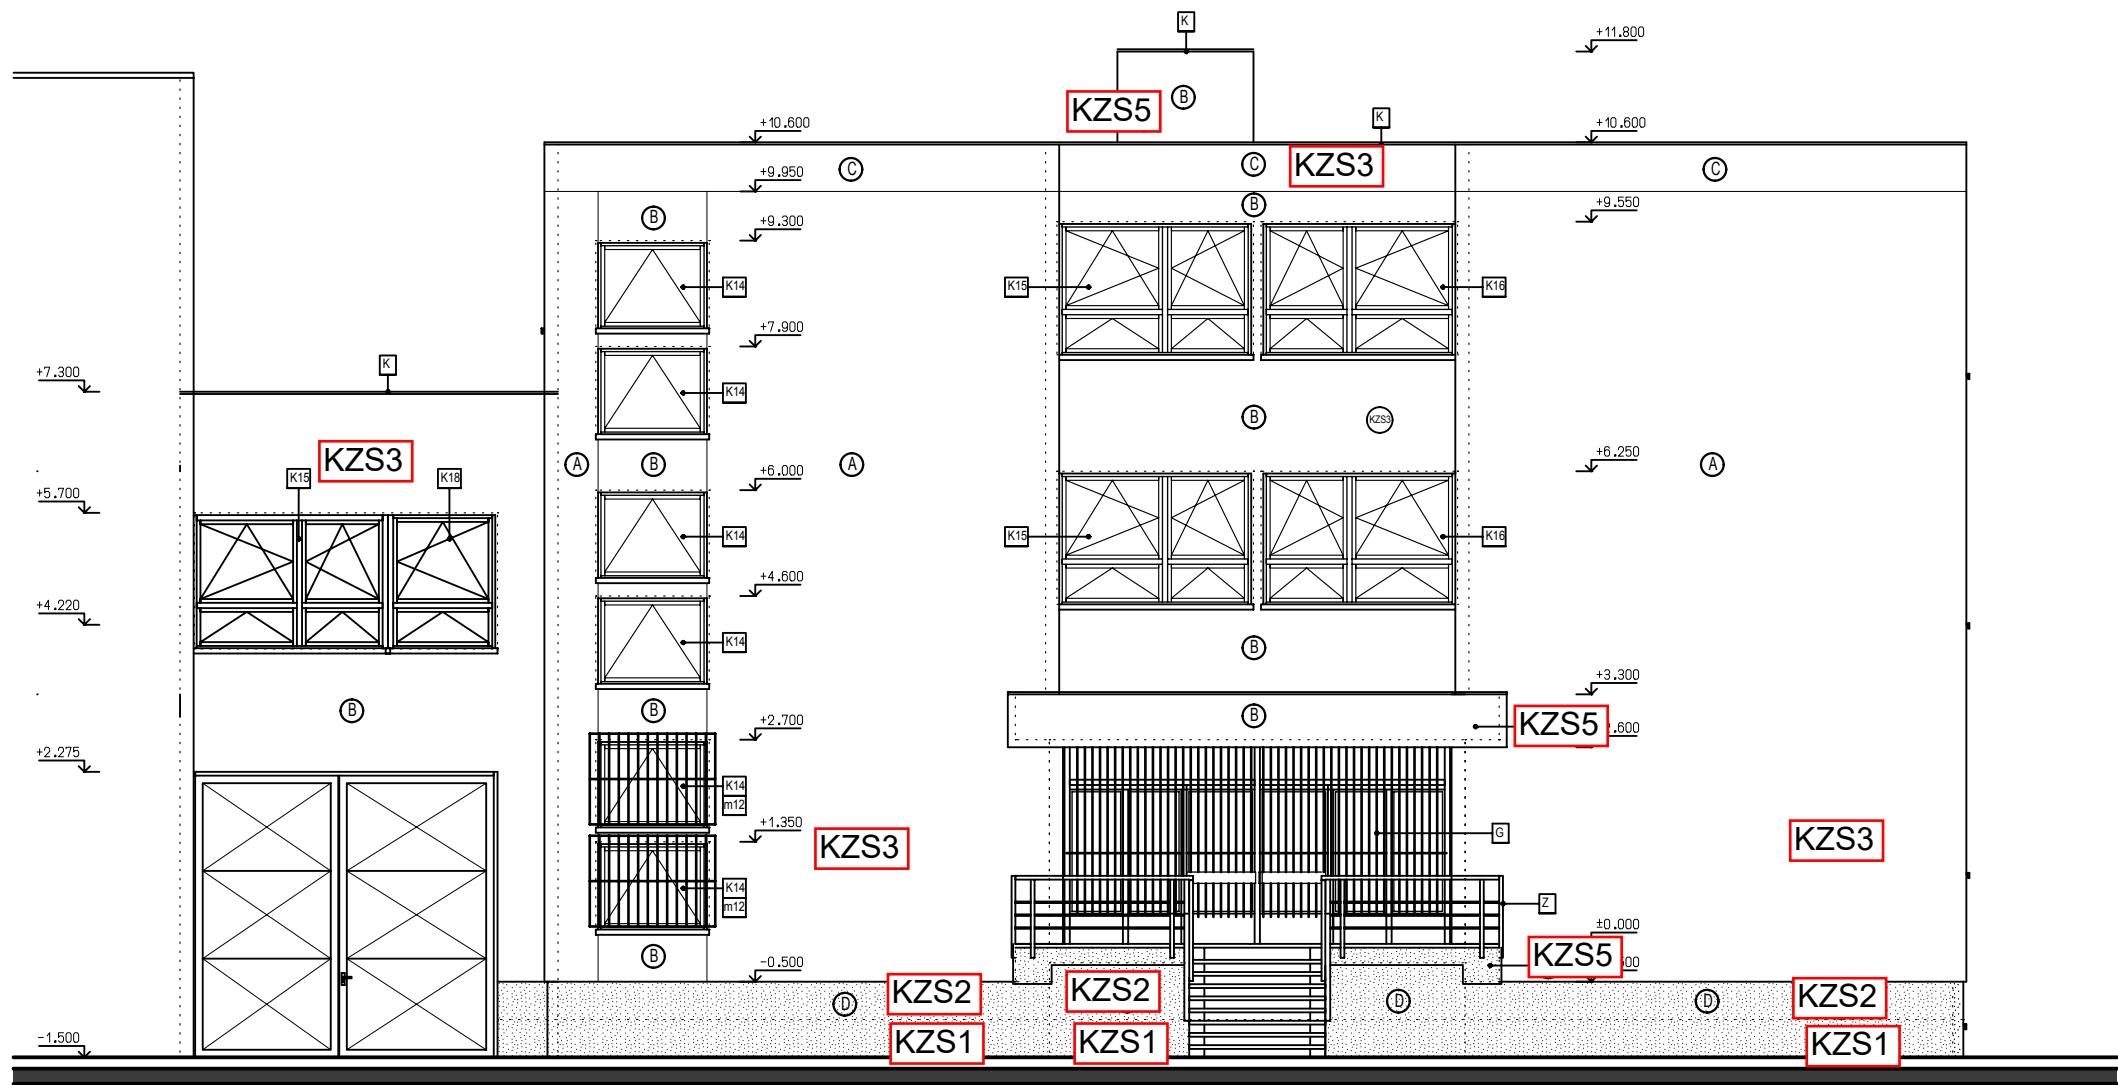 K
+11.800
KZS5
B
K
+10.600
+10.600
C
C
KZS3
C
+9.950
B
B
+9.550
+9.300
K14
K15
K16
+7.900
K
+7.300
K14
B
KZS3
KZS3
A
B
A
+6.250
A
K15
K18
+6.000
+5.700
K14
K15
K16
+4.600
+4.220
K14
B
+3.300
B
B
B
+2.700
KZS5
.600
+2.275
K14
m12
+1.350
KZS3
G
KZS3
K14
m12
Z
±0.000
B
KZS5
-0.500
KZS2
KZS2
KZS2
D
D
D
KZS1
KZS1
KZS1
-1.500